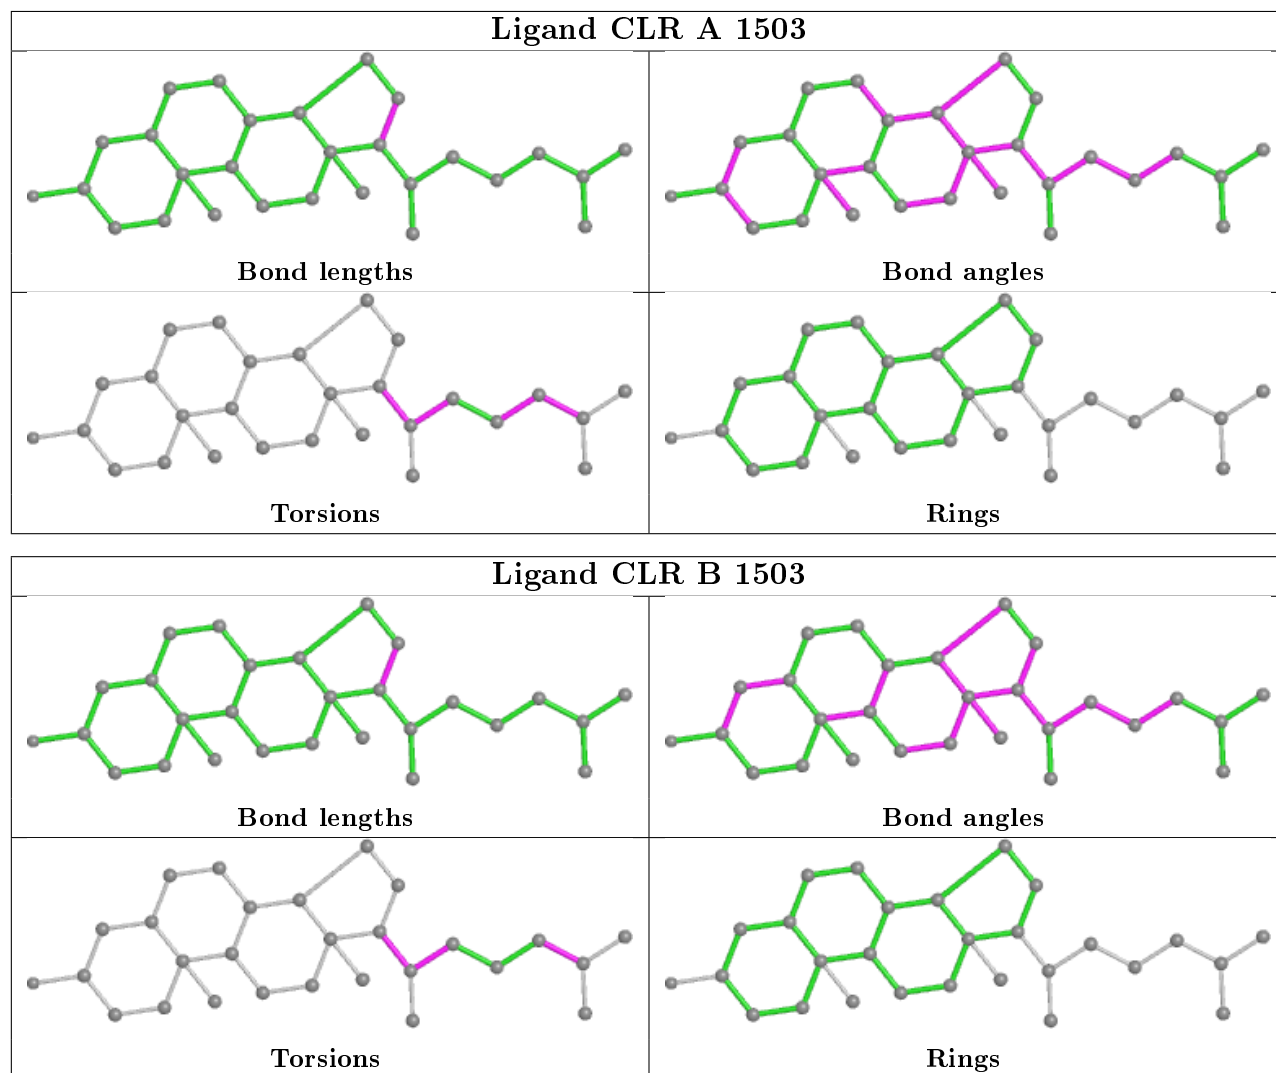 Ligand CLR A 1503
Bond lengths
Bond angles
Torsions
Rings
Ligand CLR B 1503
Bond lengths
Bond angles
Torsions
Rings